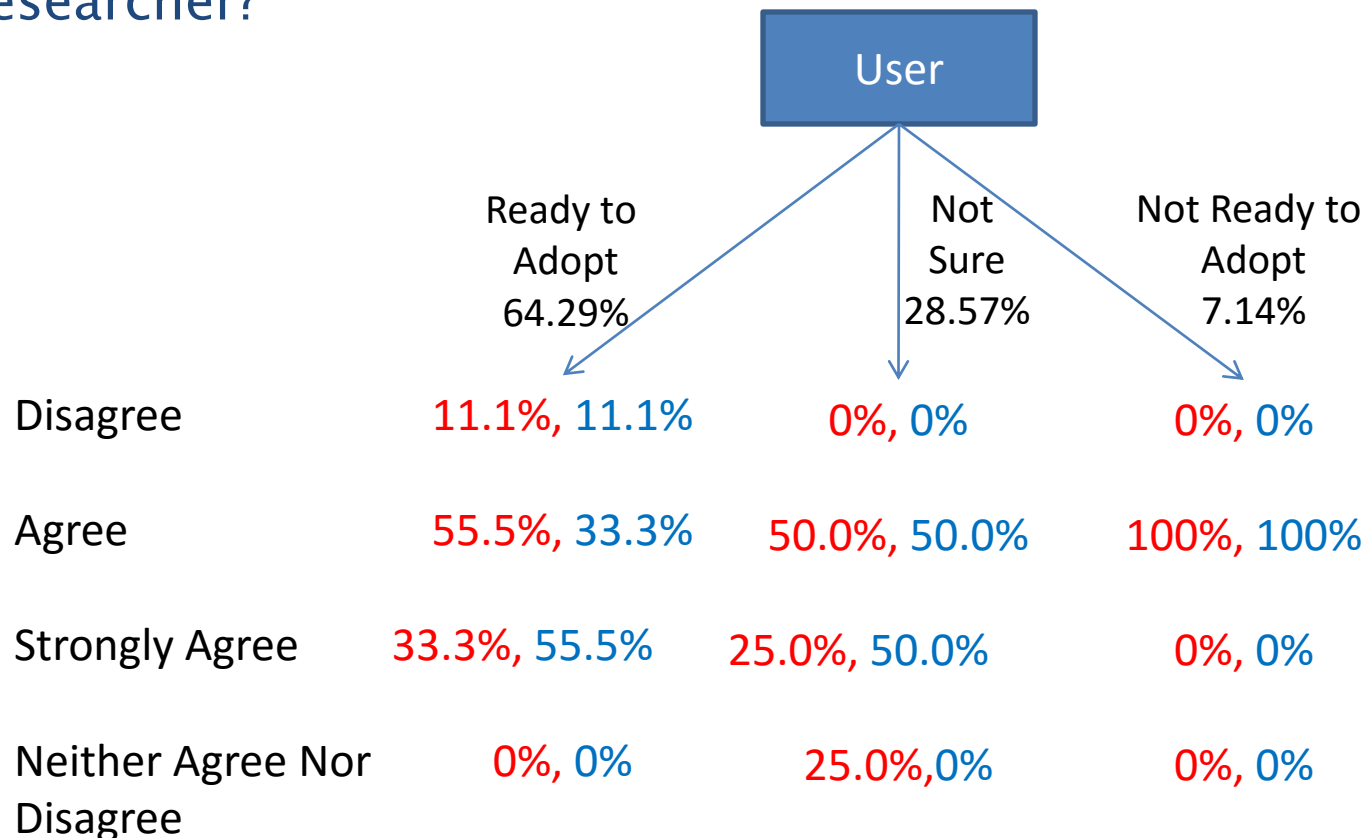 User
Ready to
Adopt
64.29%
Not
Sure
28.57%
Not Ready to
Adopt
7.14%
Disagree
11.1%, 11.1%
0%, 0%
0%, 0%
Agree
55.5%, 33.3%
50.0%, 50.0%
100%, 100%
Strongly Agree
33.3%, 55.5%
25.0%, 50.0%
0%, 0%
Neither Agree Nor
Disagree
0%, 0%
25.0%,0%
0%, 0%